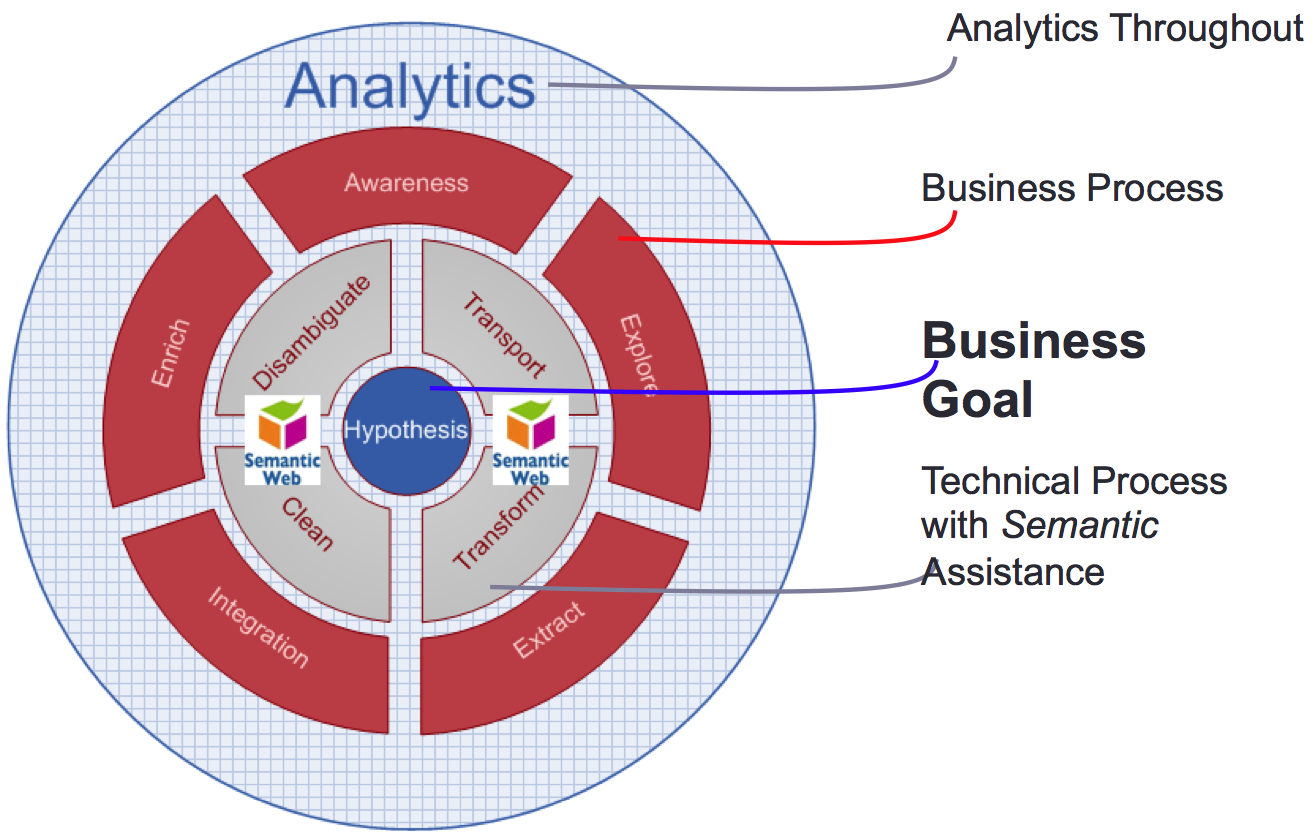 Analytics Throughout
Analytics
Awareness
Business Process
Enrich
Disambiguate
Transport
Explore
Business
Goal
Hypothesis
Semantic
Web
Semantic
Web
Clean
Transform
Technical Process
with Semantic
Assistance
Integration
Extract